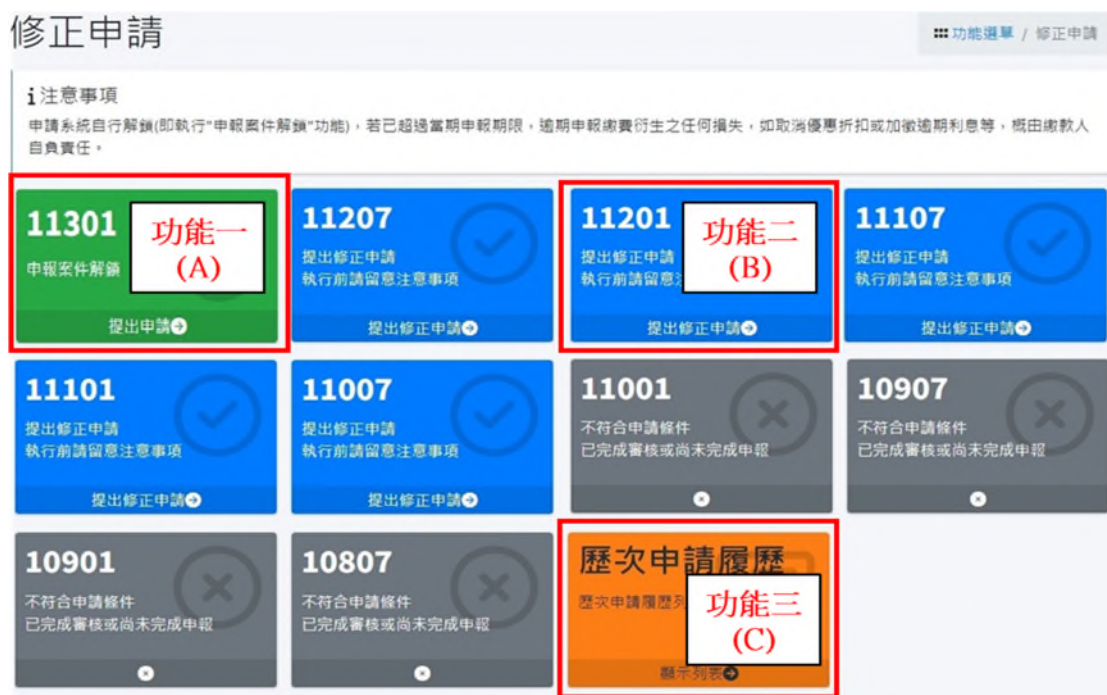 修正申請
功能選單 / 修正申請
i注意事項
申請系統自行解鎖(即執行"申報案件解鎖"功能)，若已超過當期申報期限，逾期申報繳費衍生之任何損失，如取消優惠折扣或加徵逾期利息等，概由繳款人
自負責任。
11301
申報案件解鎖
功能一
(A)
提出申請
11207
提出修正申請
執行前請留意注意事項
提出修正申請
11201
提出修正申請
執行前請留意
功能二
(B)
提出修正申請
11107
提出修正申請
執行前請留意注意事項
提出修正申請
11101
提出修正申請
執行前請留意注意事項
提出修正申請
11007
提出修正申請
執行前請留意注意事項
提出修正申請
11001
不符合申請條件
已完成審核或尚未完成申報
10907
不符合申請條件
已完成審核或尚未完成申報
10901
不符合申請條件
已完成審核或尚未完成申報
10807
不符合申請條件
已完成審核或尚未完成申報
歷次申請履歷
歷次申請履歷列
功能三
(C)
顯示列表